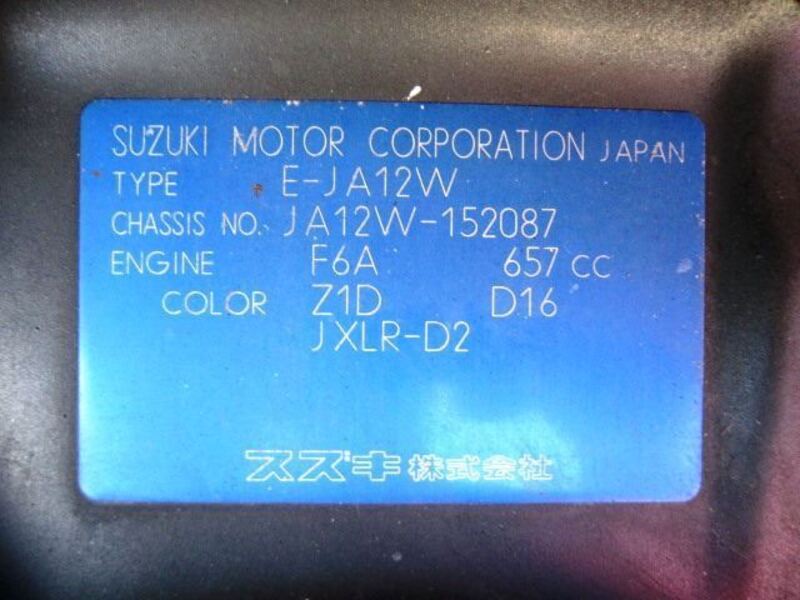 SUZUKI MOTOR CORPORATION JAPAN
TYPE E-JA12W
CHASSIS NO. JA12W-152087
ENGINE F6A 657 CC
COLOR Z1D D16
JXLR-D2
スズキ株式会社